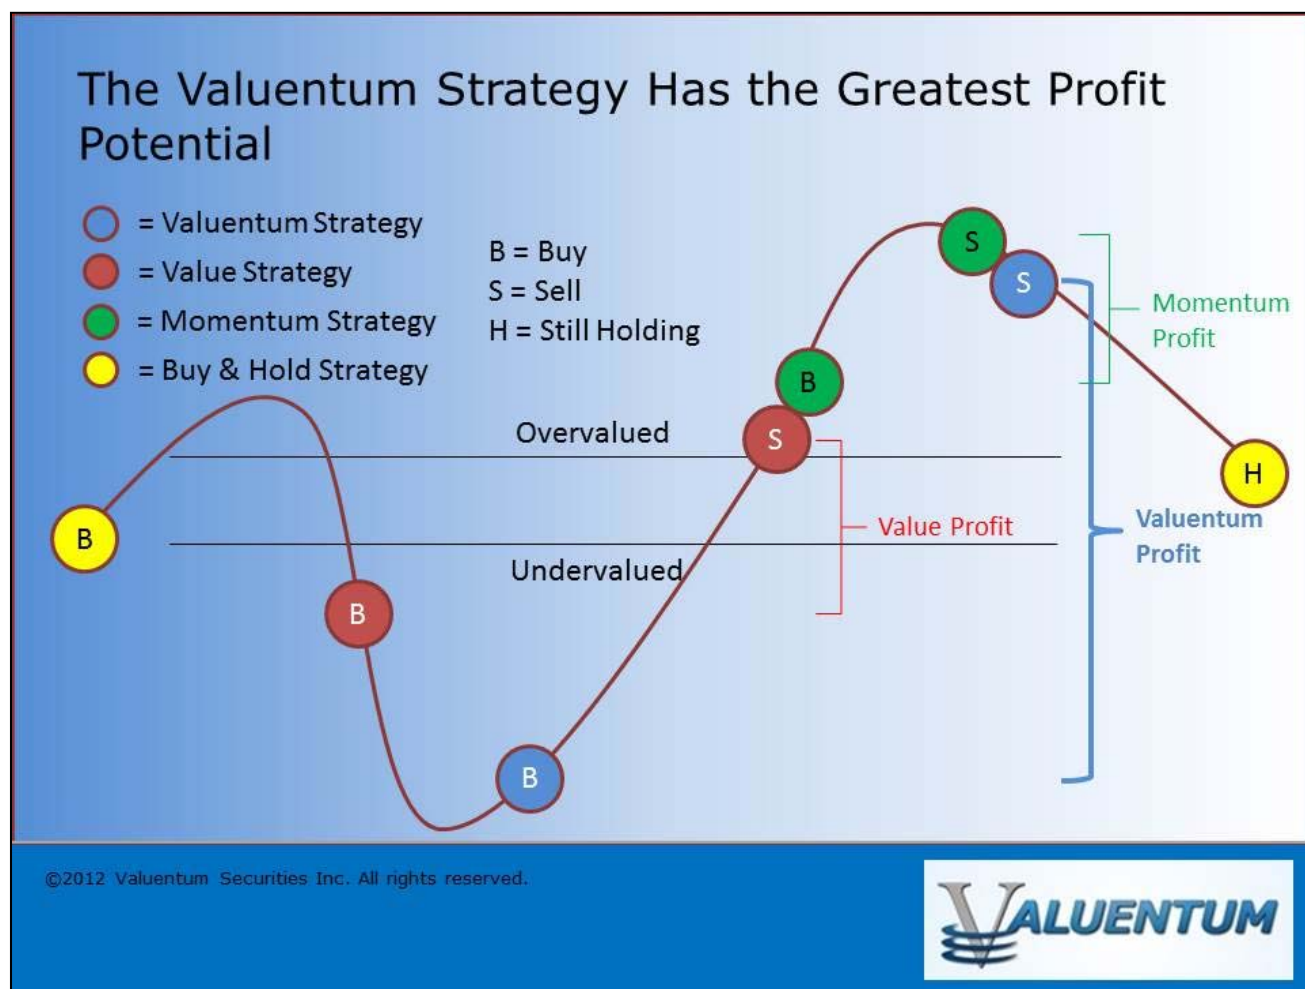 The Valuentum Strategy Has the Greatest Profit
Potential
= Valuentum Strategy
= Value Strategy
= Momentum Strategy
= Buy & Hold Strategy
B = Buy
S = Sell
H = Still Holding
S
S
Momentum
Profit
B
S
Overvalued
H
B
Value Profit
Valuentum
Profit
Undervalued
B
B
©2012 Valuentum Securities Inc. All rights reserved.
VALUENTUM